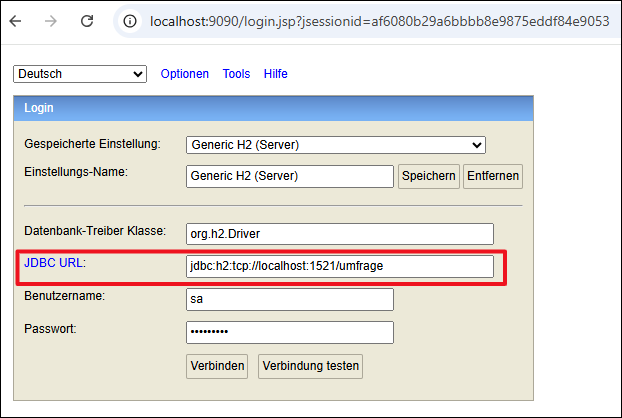 localhost:9090/login.jsp?jsessionid=af6080b29a6bbbb8e9875eddf84e9053
Deutsch Optionen Tools Hilfe
Login
Gespeicherte Einstellung: Generic H2 (Server)
Einstellungs-Name: Generic H2 (Server) Speichern Entfernen
Datenbank-Treiber Klasse: org.h2.Driver
JDBC URL: jdbc:h2:tcp://localhost:1521/umfrage
Benutzername: sa
Passwort: •••••••••
Verbinden Verbindung testen